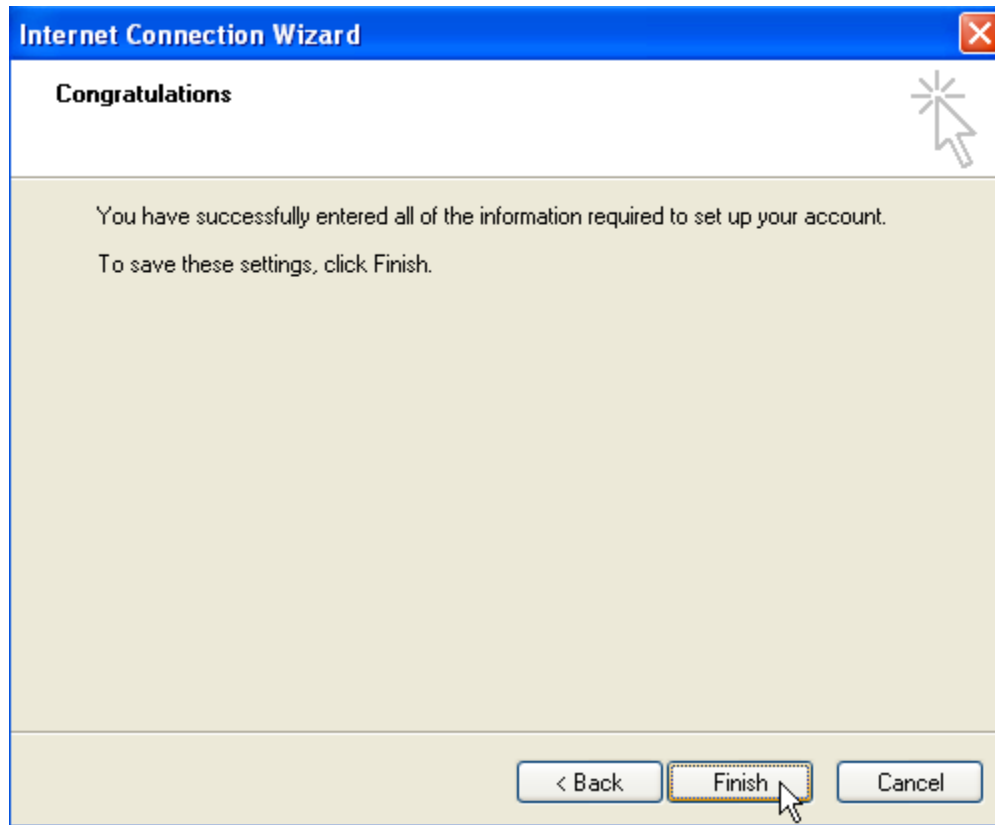 Internet Connection Wizard
Congratulations
You have successfully entered all of the information required to set up your account.
To save these settings, click Finish.
< Back Finish Cancel